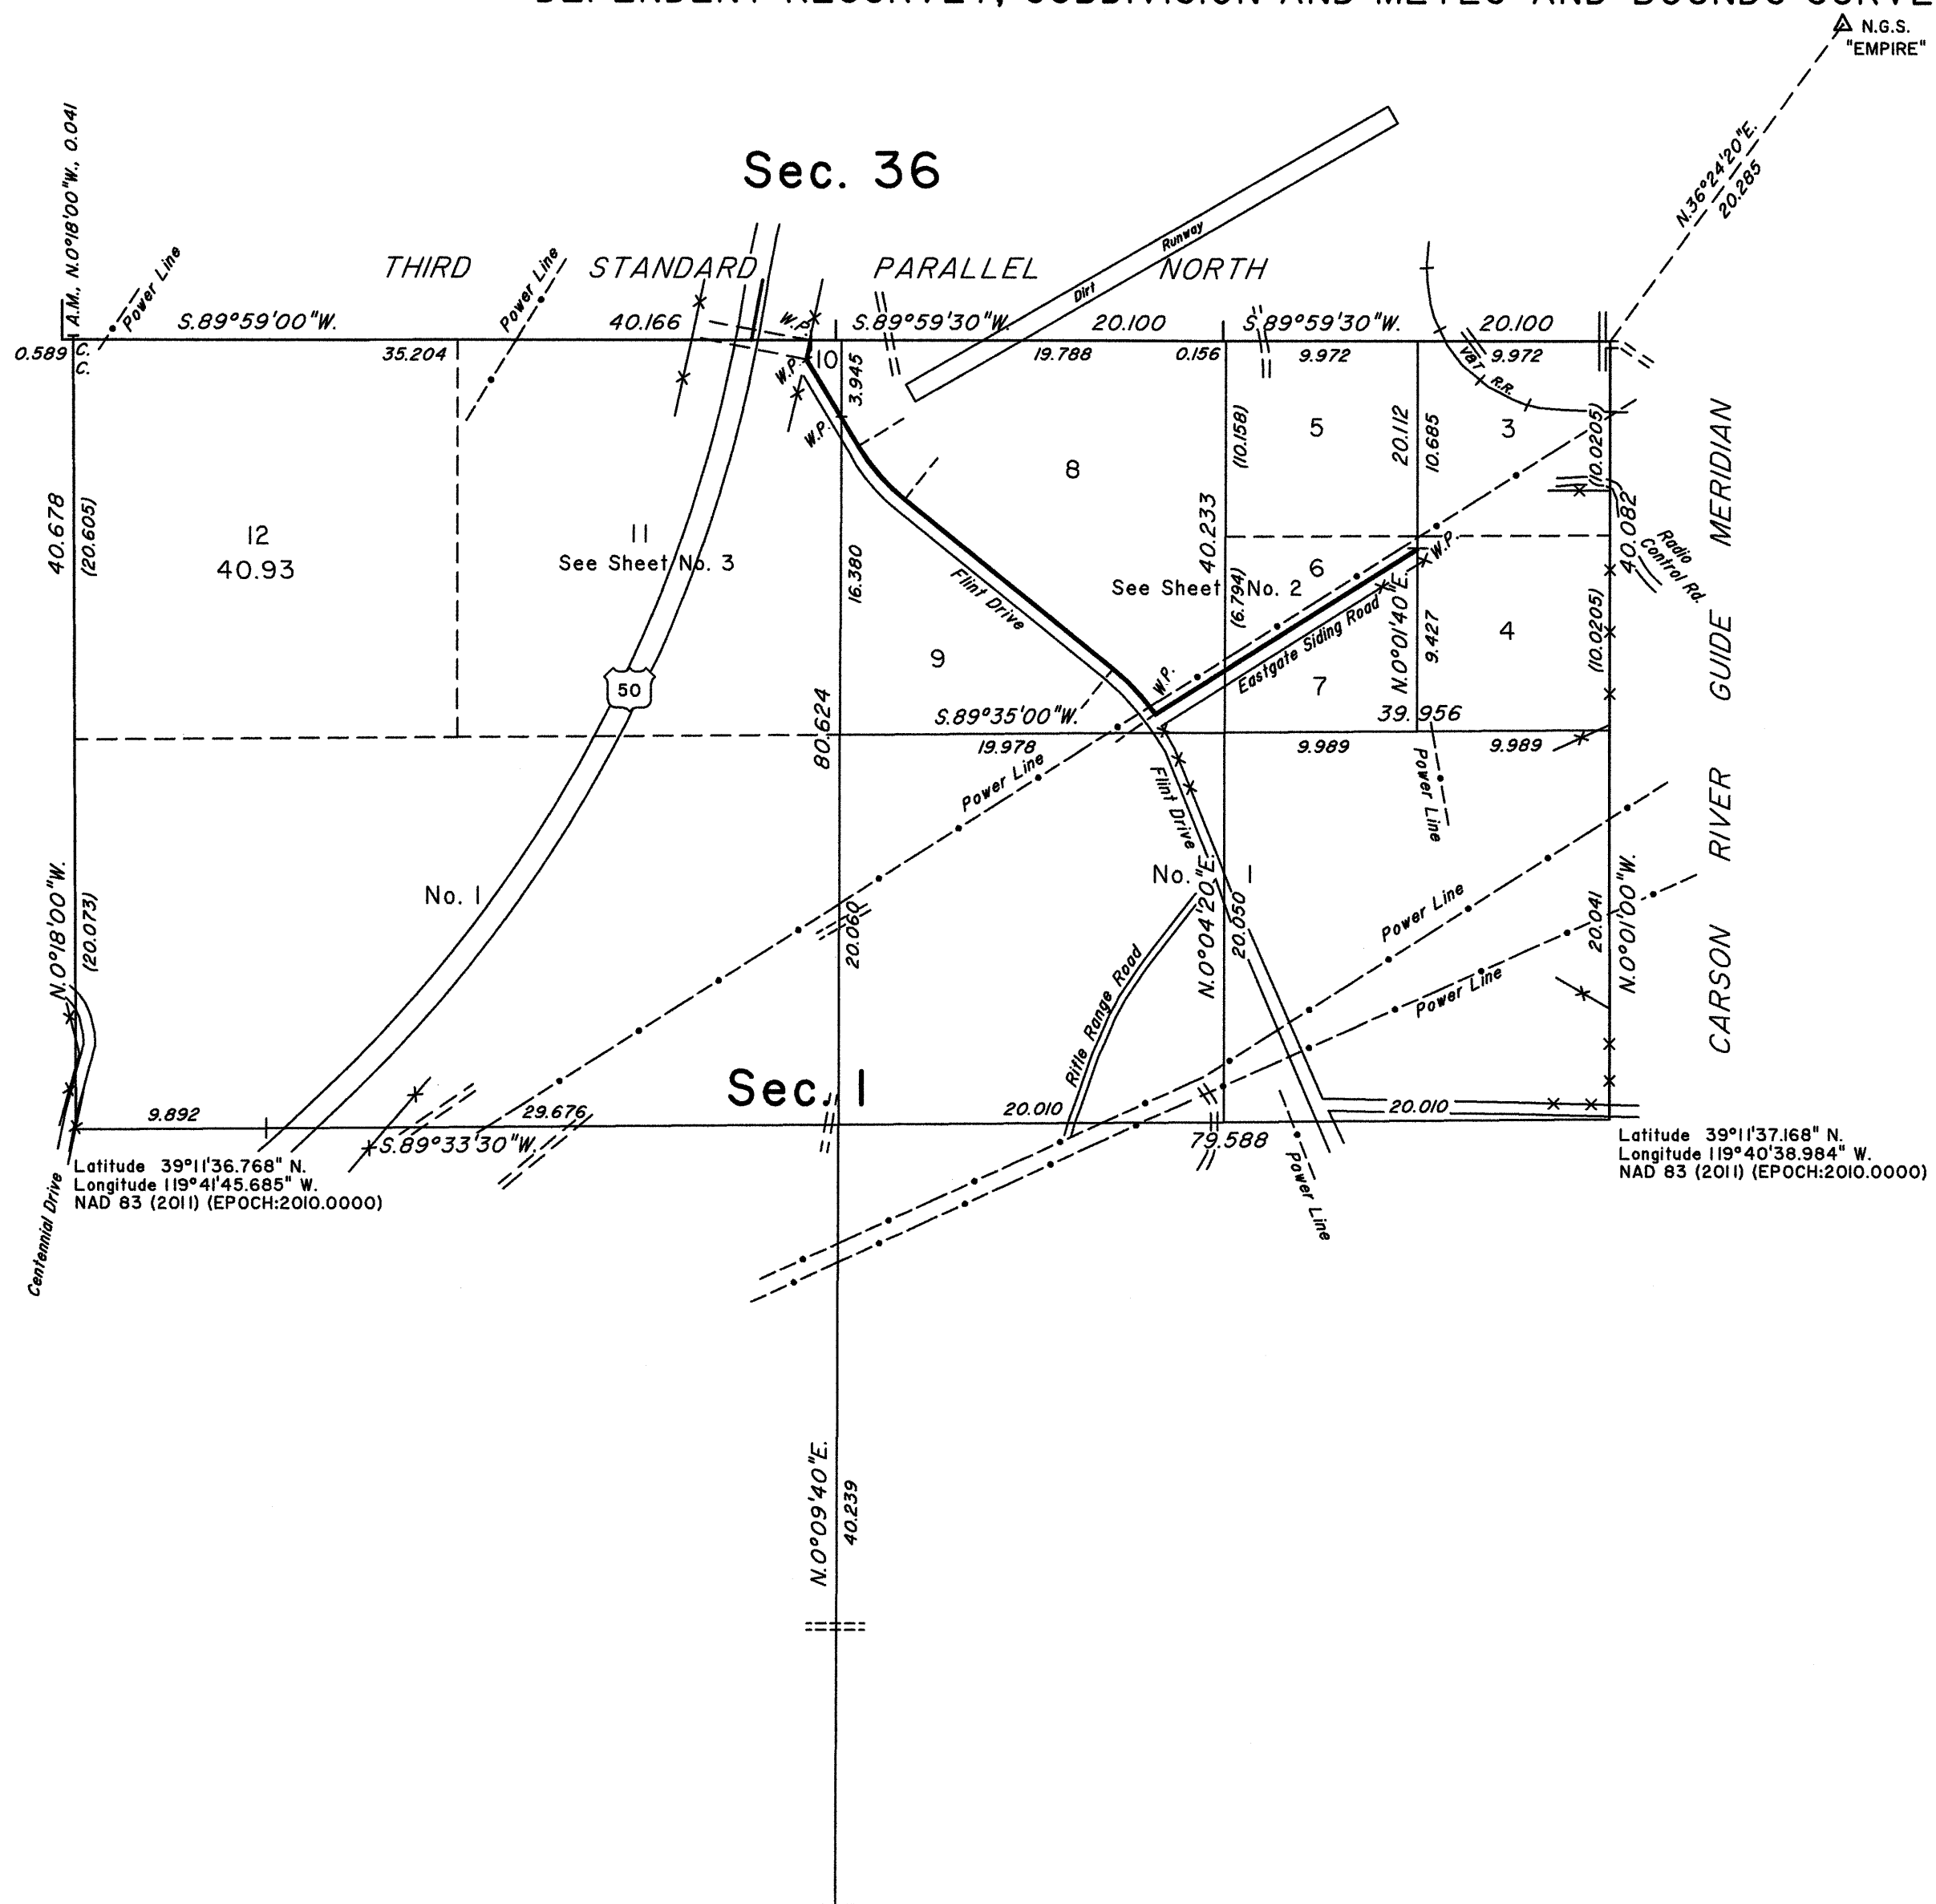 N.G.S.
"EMPIRE"
N.36°24'20"E.
20.285
A.M., N.0°18'00"W., 0.041
Sec. 36
Runway
Dirt
THIRD STANDARD PARALLEL NORTH
Power Line
Power Line
S.89°59'00"W.
40.166
W.P.
S.89°59'30"W.
20.100
S.89°59'30"W.
20.100
0.589
C.
C.
35.204
10
19.788
0.156
9.972
9.972
V&T R.R.
W.P.
3.945
W.P.
8
(10.158)
5
20.112
10.685
3
(10.0205)
40.082
40.678
(20.605)
12
40.93
11
See Sheet No. 3
16.380
Flint Drive
See Sheet No. 2
40.233
(6.794)
6
W.P.
Radio
Control Rd.
9
W.P.
Eastgate Siding Road
N.0°01'40"E.
9.427
4
(10.0205)
7
50
80.624
S.89°35'00"W.
39.956
19.978
9.989
9.989
Power Line
Flint Drive
Power Line
GUIDE MERIDIAN
CARSON RIVER
No. 1
No. 1
N.0°18'00"W.
(20.073)
20.060
N.0°04'20"E.
20.050
Power Line
Power Line
20.041
N.0°01'00"W.
Rifle Range Road
Sec. 1
9.892
29.676
20.010
20.010
S.89°33'30"W.
79.588
Power Line
Latitude 39°11'36.768" N.
Longitude 119°41'45.685" W.
NAD 83 (2011) (EPOCH:2010.0000)
Latitude 39°11'37.168" N.
Longitude 119°40'38.984" W.
NAD 83 (2011) (EPOCH:2010.0000)
Centennial Drive
N.0°09'40"E.
40.239